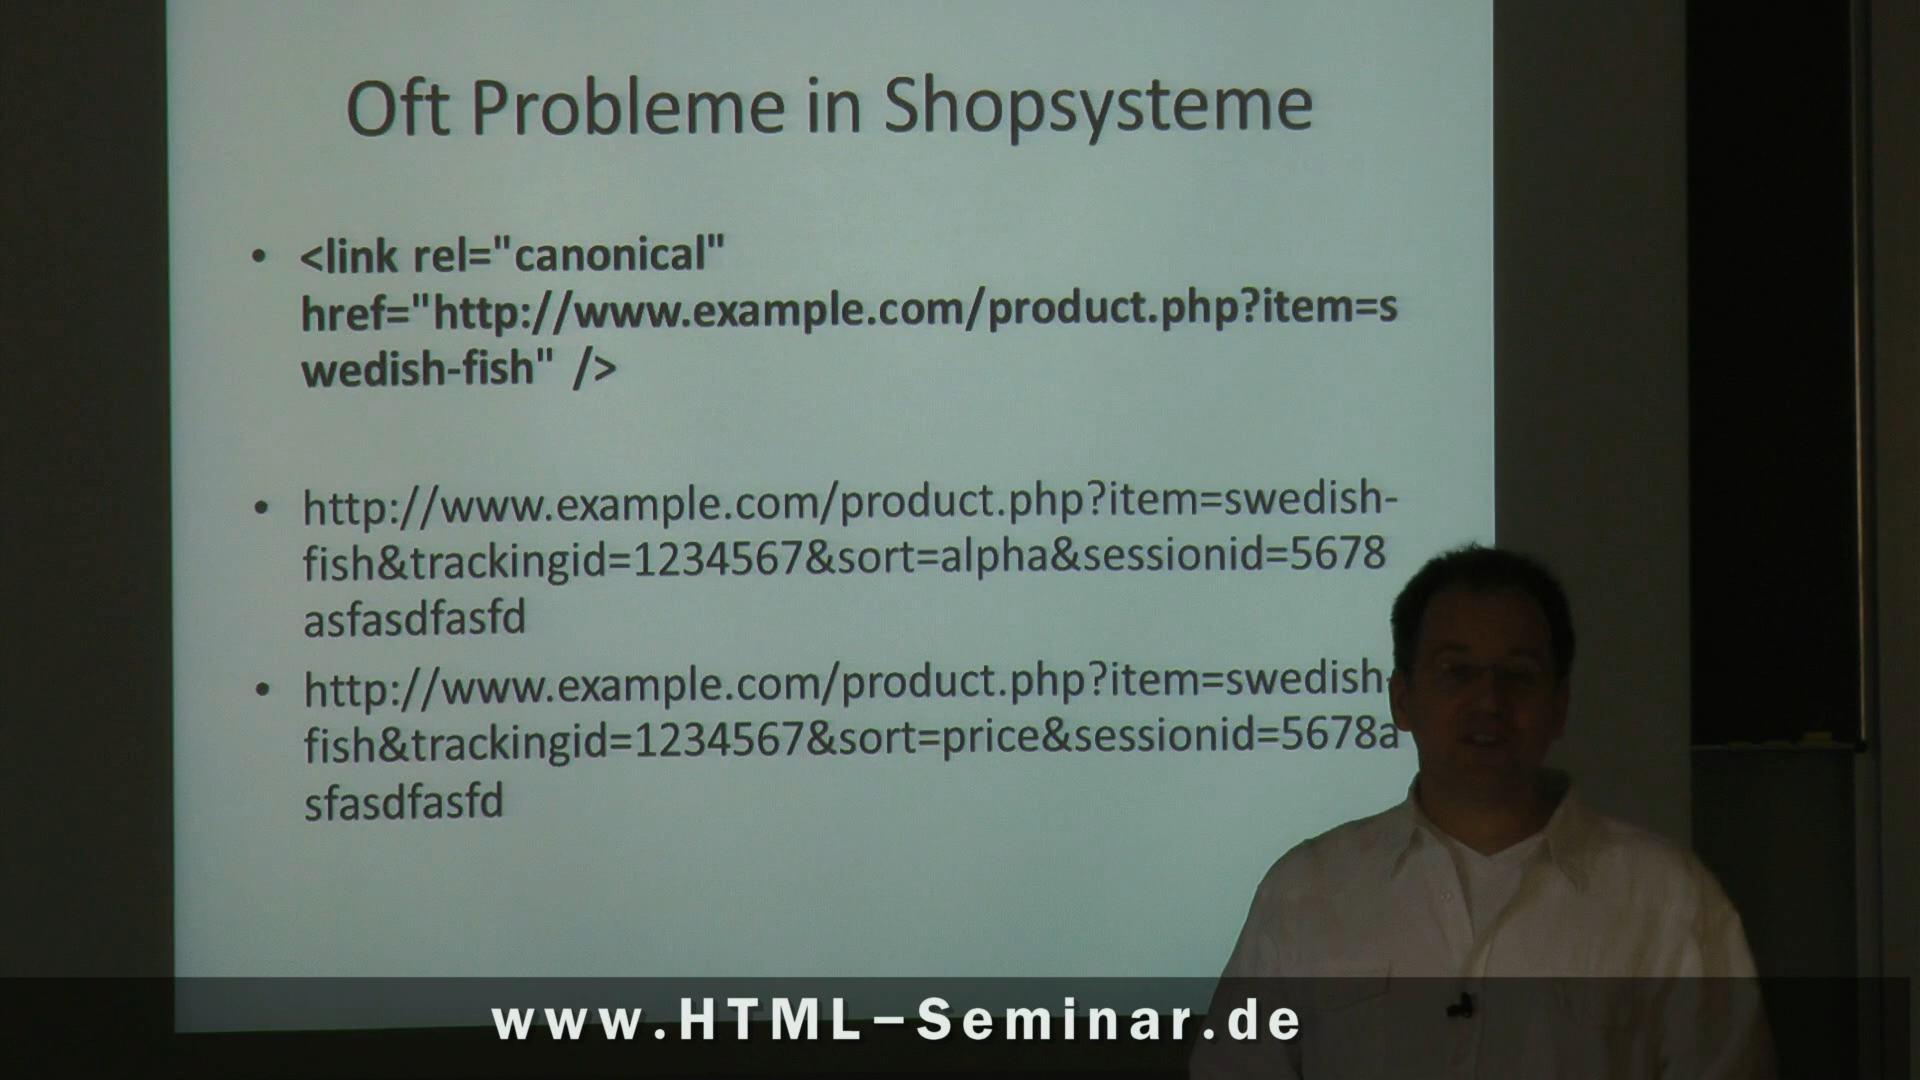 Oft Probleme in Shopsysteme
• <link rel="canonical"
href="http://www.example.com/product.php?item=s
wedish-fish" />
• http://www.example.com/product.php?item=swedish-
fish&trackingid=1234567&sort=alpha&sessionid=5678
asfasdfasfd
• http://www.example.com/product.php?item=swedish-
fish&trackingid=1234567&sort=price&sessionid=5678a
sfasdfasfd
www.HTML-Seminar.de